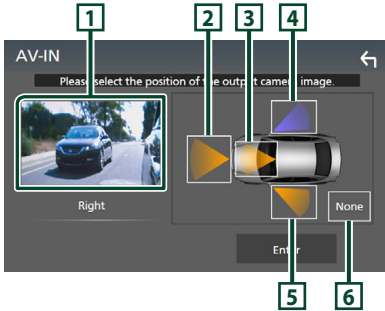 1
2
3
4
AV-IN
Please select the position of the output camera image.
Right
None
Enter
5
6